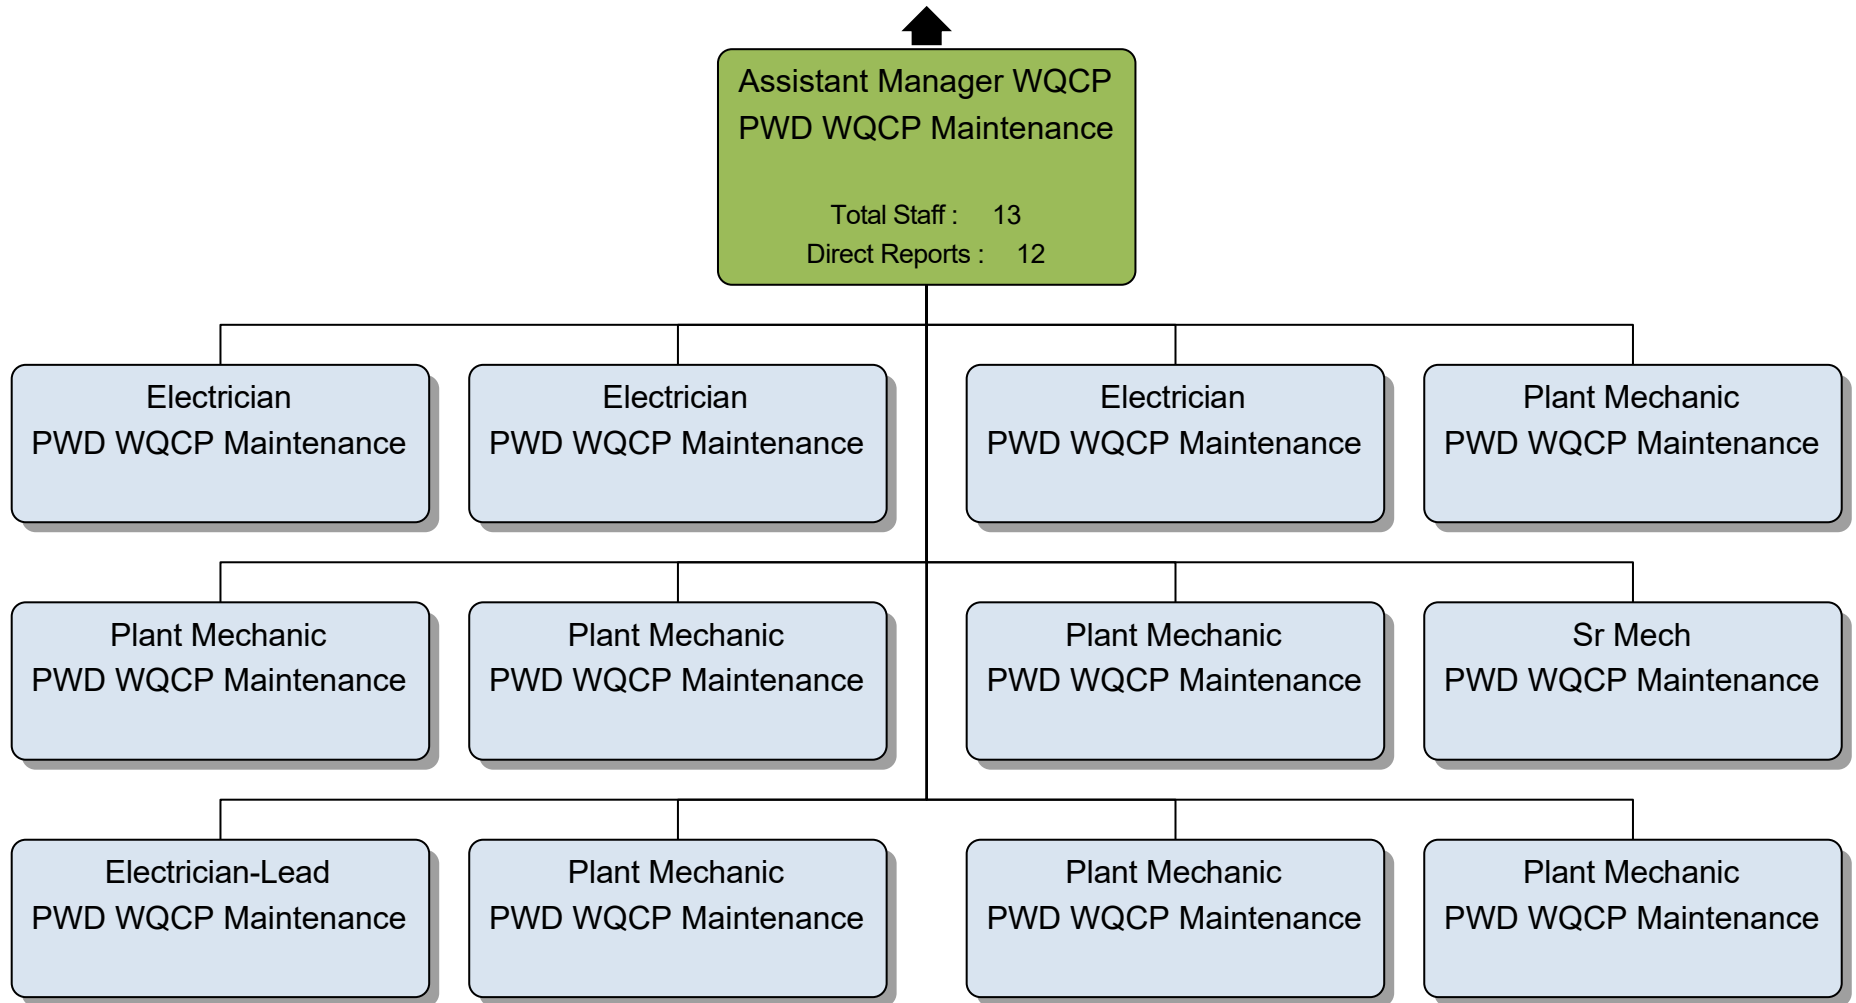 Assistant Manager WQCP
PWD WQCP Maintenance
Total Staff : 13
Direct Reports : 12
Electrician
PWD WQCP Maintenance
Electrician
PWD WQCP Maintenance
Electrician
PWD WQCP Maintenance
Plant Mechanic
PWD WQCP Maintenance
Plant Mechanic
PWD WQCP Maintenance
Plant Mechanic
PWD WQCP Maintenance
Plant Mechanic
PWD WQCP Maintenance
Sr Mech
PWD WQCP Maintenance
Electrician-Lead
PWD WQCP Maintenance
Plant Mechanic
PWD WQCP Maintenance
Plant Mechanic
PWD WQCP Maintenance
Plant Mechanic
PWD WQCP Maintenance